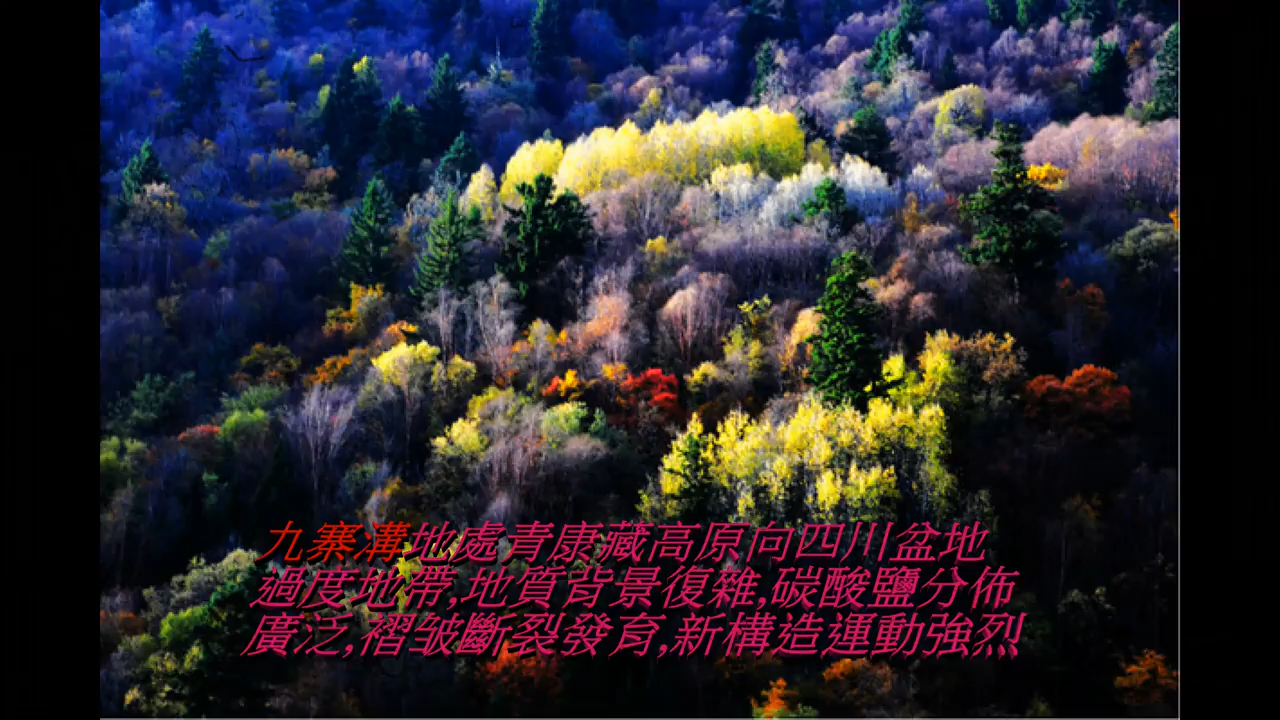 九寨溝地處青康藏高原向四川盆地
過度地帶,地質背景復雜,碳酸鹽分佈
廣泛,褶皱斷裂發育,新構造運動強烈